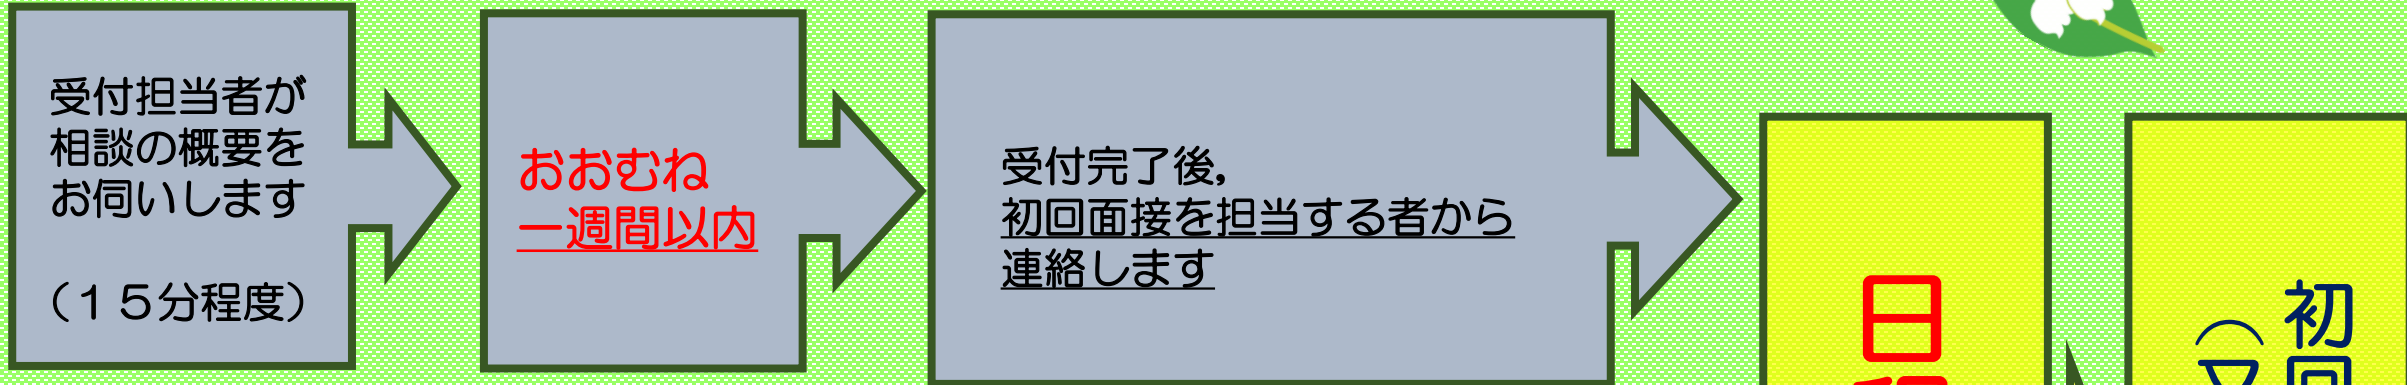 受付担当者が
相談の概要を
お伺いします
（１５分程度）
おおむね
一週間以内
受付完了後,
初回面接を担当する者から
連絡します
日
初